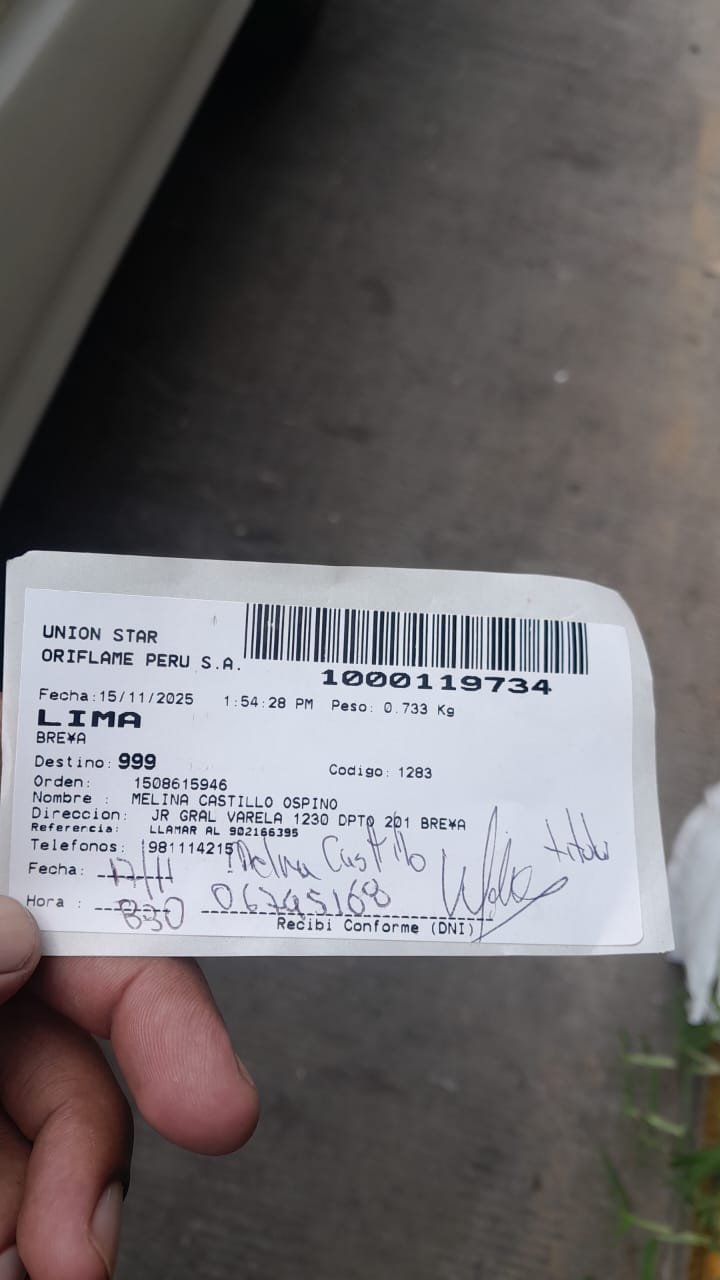 UNION STAR
ORIFLAME PERU S.A.
1000119734
Fecha:15/11/2025 1:54:28 PM Peso: 0.733 Kg
LIMA
BRE¥A
Destino: 999 Codigo: 1283
Orden: 1508615946
Nombre : MELINA CASTILLO OSPINO
Direccion: JR GRAL VARELA 1230 DPTO 201 BRE¥A
Referencia: LLAMAR AL 902166395
Telefonos: 981114215 Castillo titular
Fecha: 17/11
Hora : 830
Recibi Conforme (DNI)